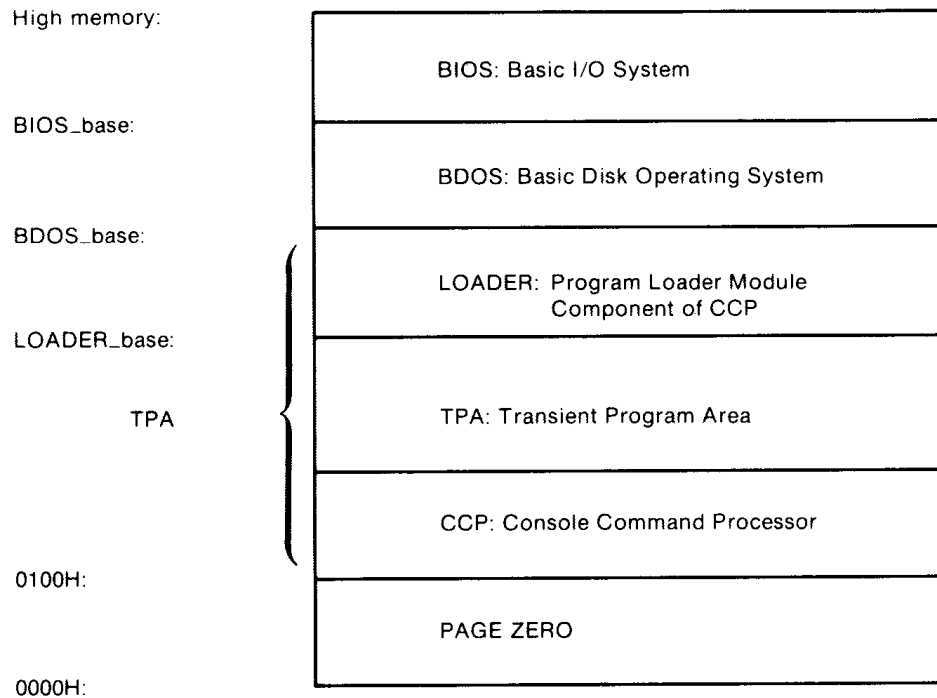 High memory:
BIOS: Basic I/O System
BIOS_base:
BDOS: Basic Disk Operating System
BDOS_base:
LOADER: Program Loader Module
Component of CCP
LOADER_base:
TPA
TPA: Transient Program Area
CCP: Console Command Processor
0100H:
PAGE ZERO
0000H: